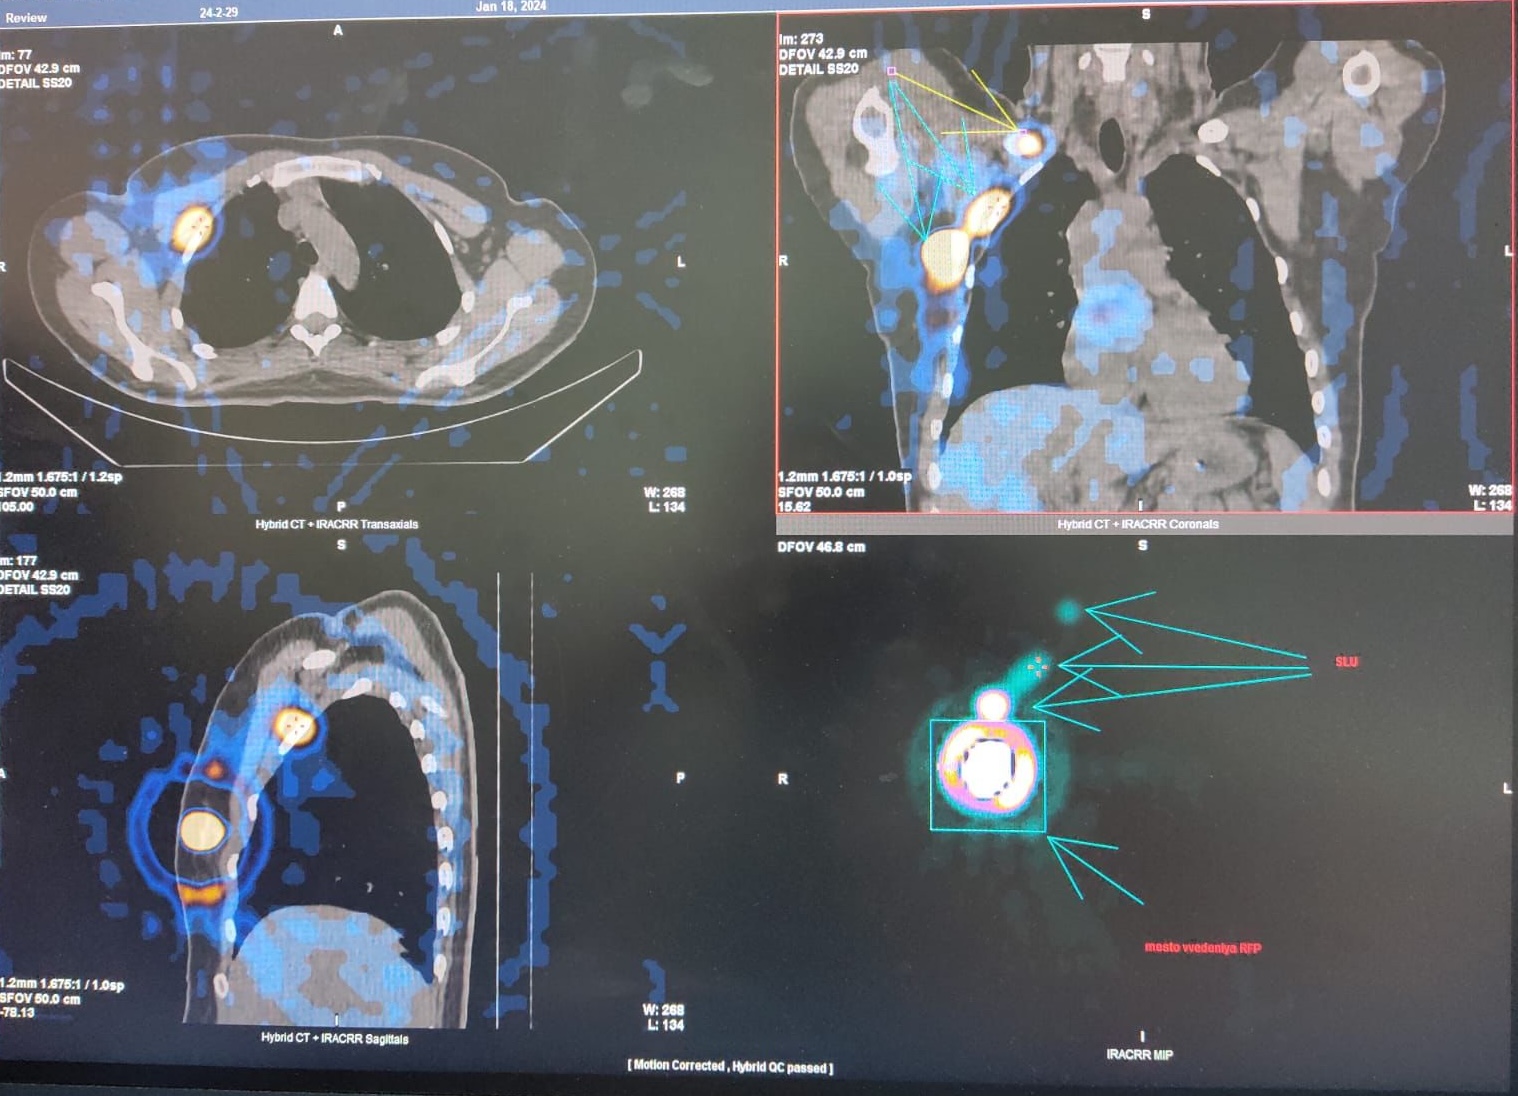 Review
24-2-29
Jan 18, 2024
A
m: 77
DFOV 42.9 cm
DETAIL SS20
R
L
.2mm 1.675:1 / 1.2sp
SFOV 50.0 cm
05.00
P
W: 268
L: 134
Hybrid CT + IRACRR Transaxials
S
Im: 273
DFOV 42.9 cm
DETAIL SS20
R
L
1.2mm 1.675:1 / 1.0sp
SFOV 50.0 cm
15.62
I
W: 268
L: 134
Hybrid CT + IRACRR Coronals
S
m: 177
DFOV 42.9 cm
DETAIL SS20
A
P
1.2mm 1.675:1 / 1.0sp
SFOV 50.0 cm
-78.13
I
W: 268
L: 134
Hybrid CT + IRACRR Sagittals
DFOV 46.8 cm
S
SLU
R
L
mesto vvedeniya RFP
I
IRACRR MIP
[ Motion Corrected , Hybrid QC passed ]